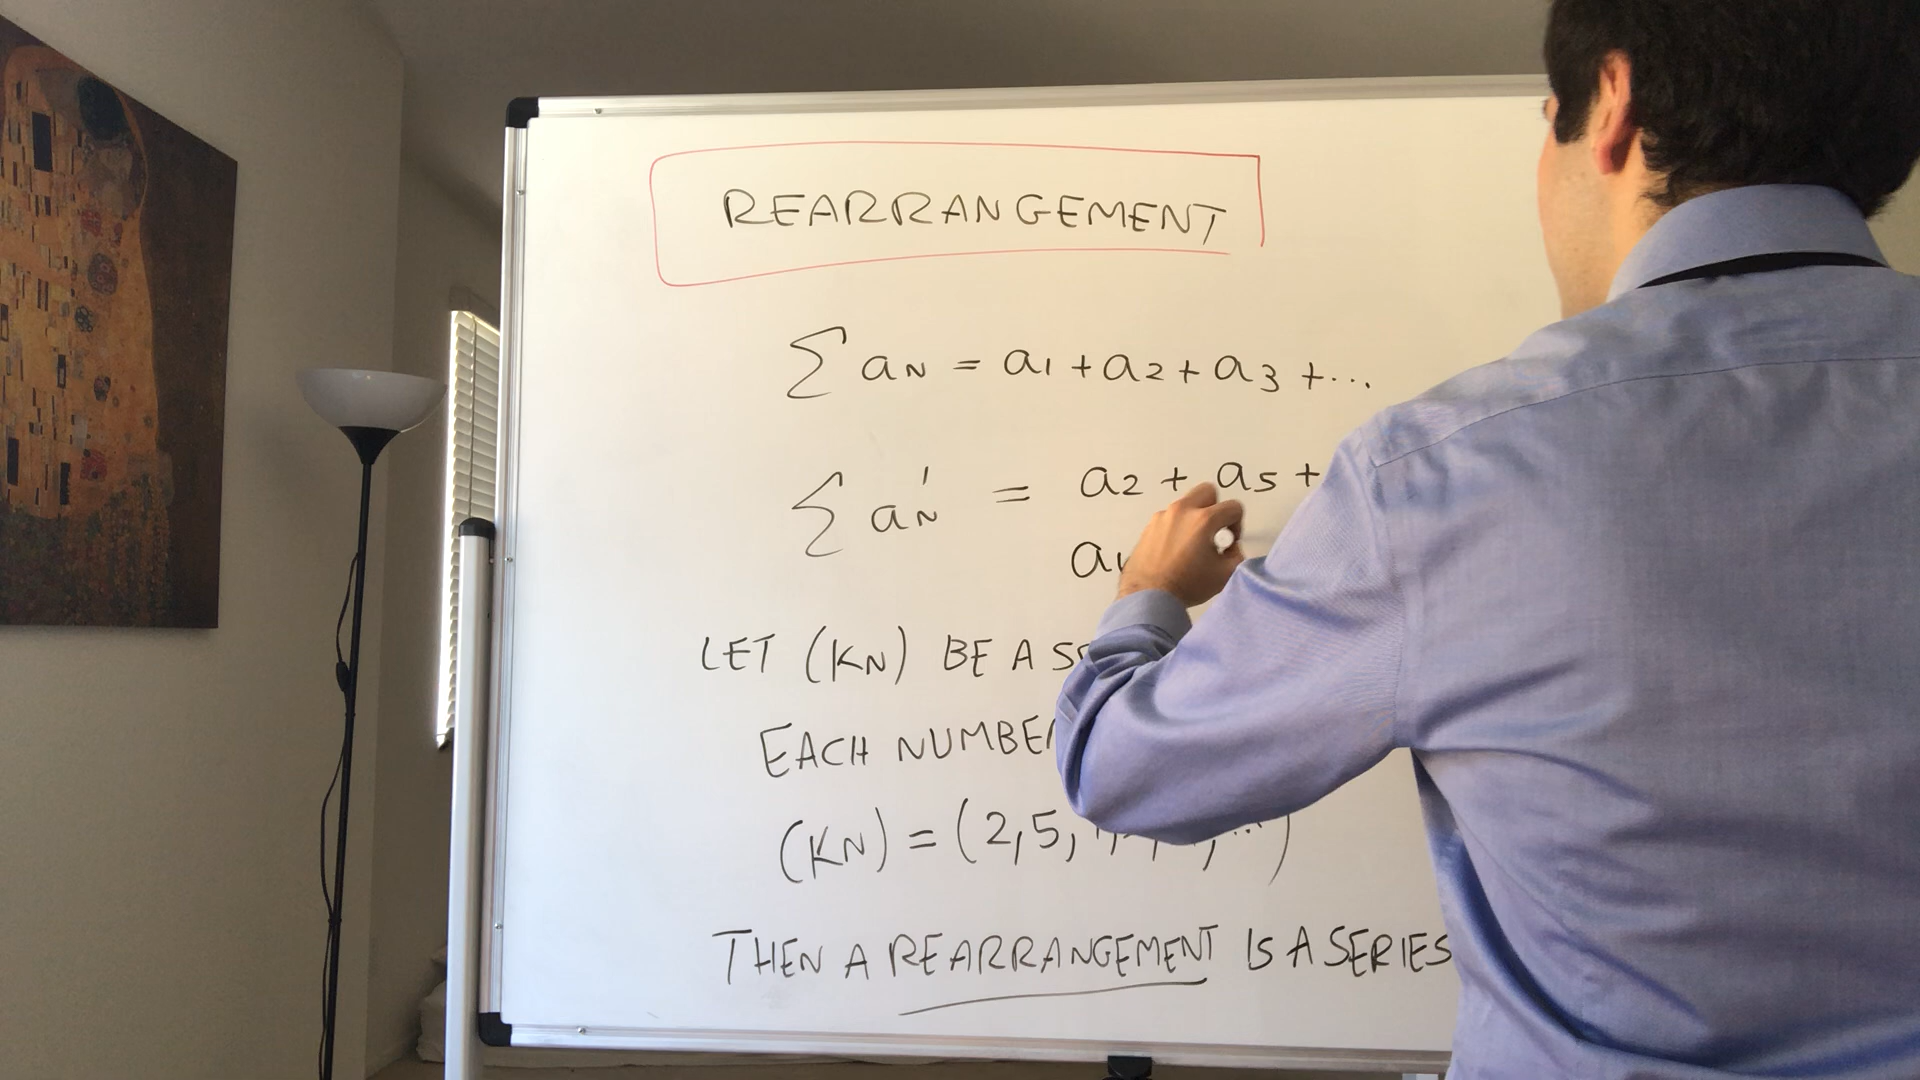 REARRANGEMENT
∑ aN = a1 + a2 + a3 + ...
∑ aN' = a2 + a5 +
LET (KN) BE A
EACH
(KN) = (2,5,
THEN A REARRANGEMENT IS A SERIES